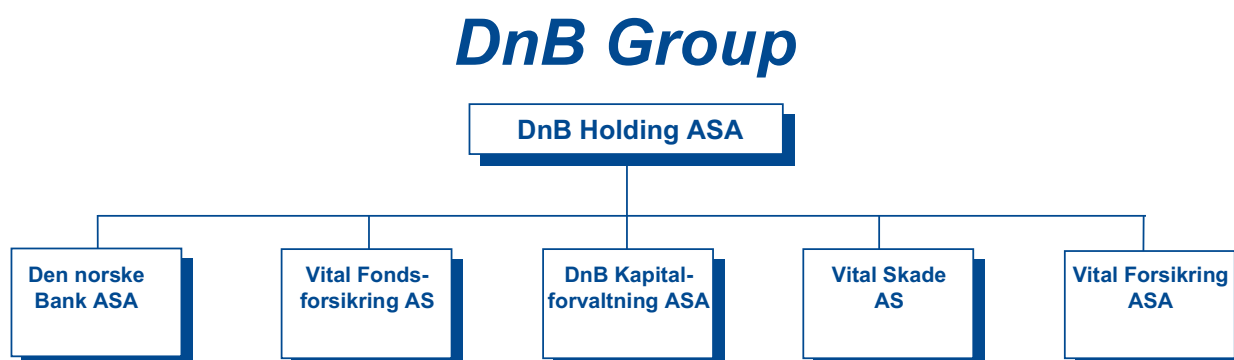 DnB Group
DnB Holding ASA
Den norske
Bank ASA
Vital Fonds-
forsikring AS
DnB Kapital-
forvaltning ASA
Vital Skade
AS
Vital Forsikring
ASA